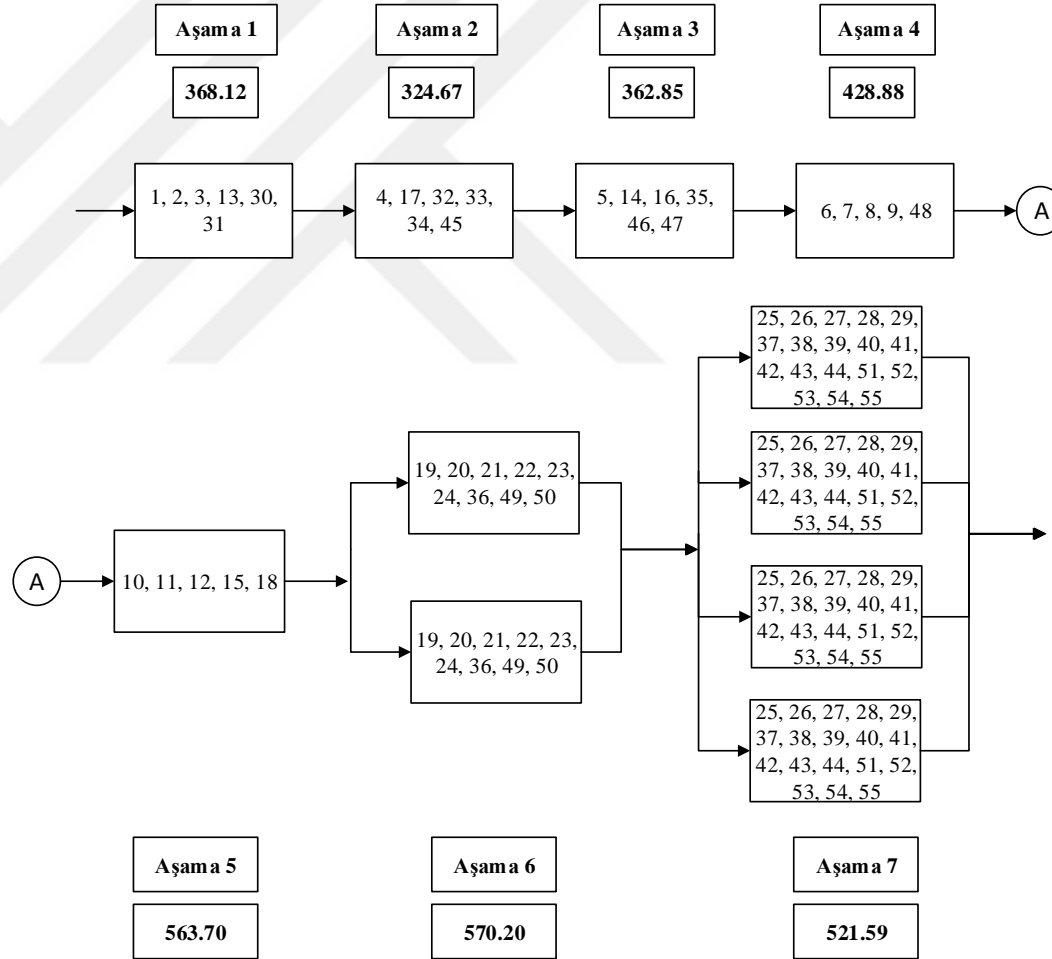 Aşama 1
Aşama 2
Aşama 3
Aşama 4
368.12
324.67
362.85
428.88
1, 2, 3, 13, 30,
31
4, 17, 32, 33,
34, 45
5, 14, 16, 35,
46, 47
6, 7, 8, 9, 48
A
A
10, 11, 12, 15, 18
19, 20, 21, 22, 23,
24, 36, 49, 50
19, 20, 21, 22, 23,
24, 36, 49, 50
25, 26, 27, 28, 29,
37, 38, 39, 40, 41,
42, 43, 44, 51, 52,
53, 54, 55
25, 26, 27, 28, 29,
37, 38, 39, 40, 41,
42, 43, 44, 51, 52,
53, 54, 55
25, 26, 27, 28, 29,
37, 38, 39, 40, 41,
42, 43, 44, 51, 52,
53, 54, 55
25, 26, 27, 28, 29,
37, 38, 39, 40, 41,
42, 43, 44, 51, 52,
53, 54, 55
Aşama 5
Aşama 6
Aşama 7
563.70
570.20
521.59